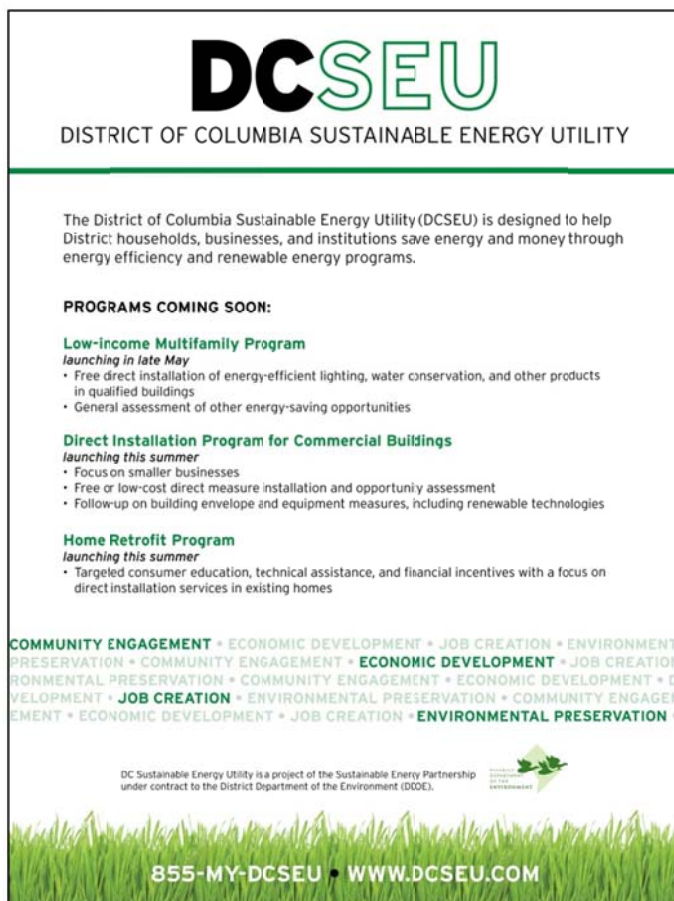 DCSEU
DISTRICT OF COLUMBIA SUSTAINABLE ENERGY UTILITY
The District of Columbia Sustainable Energy Utility (DCSEU) is designed to help
District households, businesses, and institutions save energy and money through
energy efficiency and renewable energy programs.
PROGRAMS COMING SOON:
Low-income Multifamily Program
launching in late May
• Free direct installation of energy-efficient lighting, water conservation, and other products
in qualified buildings
• General assessment of other energy-saving opportunities
Direct Installation Program for Commercial Buildings
launching this summer
• Focus on smaller businesses
• Free or low-cost direct measure installation and opportunity assessment
• Follow-up on building envelope and equipment measures, including renewable technologies
Home Retrofit Program
launching this summer
• Targeted consumer education, technical assistance, and financial incentives with a focus on
direct installation services in existing homes
COMMUNITY ENGAGEMENT • ECONOMIC DEVELOPMENT • JOB CREATION • ENVIRONMENT
PRESERVATION • COMMUNITY ENGAGEMENT • ECONOMIC DEVELOPMENT • JOB CREATION
RONMENTAL PRESERVATION • COMMUNITY ENGAGEMENT • ECONOMIC DEVELOPMENT •
VELOPMENT • JOB CREATION • ENVIRONMENTAL PRESERVATION • COMMUNITY ENGAGE
EMENT • ECONOMIC DEVELOPMENT • JOB CREATION • ENVIRONMENTAL PRESERVATION •
DC Sustainable Energy Utility is a project of the Sustainable Energy Partnership
under contract to the District Department of the Environment (DDOE).
DISTRICT
DEPARTMENT
OF THE
ENVIRONMENT
855-MY-DCSEU • WWW.DCSEU.COM